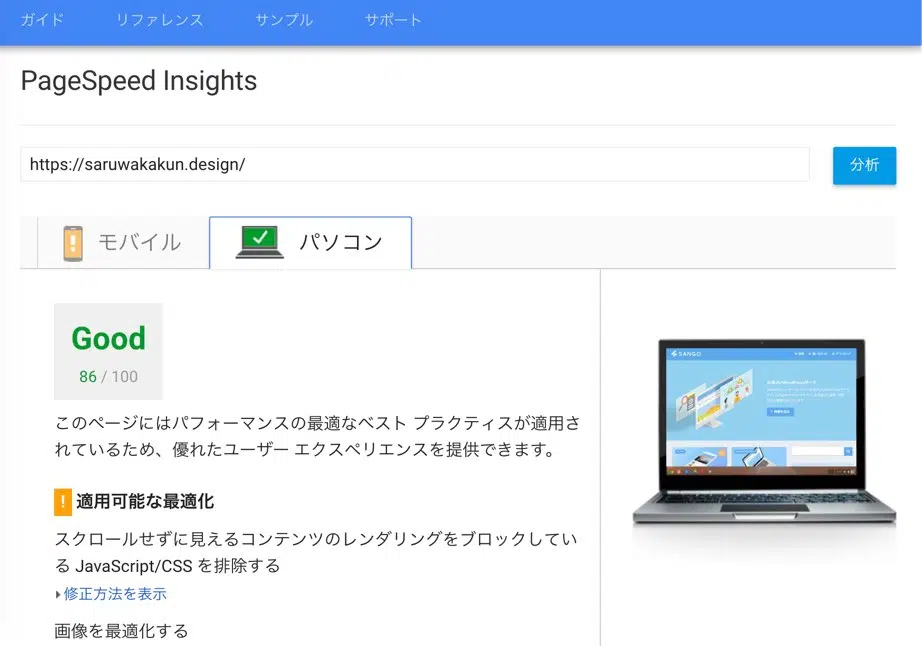 ガイド リファレンス サンプル サポート
PageSpeed Insights
https://saruwakakun.design/ 分析
モバイル パソコン
Good
86 / 100
このページにはパフォーマンスの最適なベスト プラクティスが適用さ
れているため、優れたユーザー エクスペリエンスを提供できます。
! 適用可能な最適化
スクロールせずに見えるコンテンツのレンダリングをブロックしてい
る JavaScript/CSS を排除する
修正方法を表示
画像を最適化する
SANGO